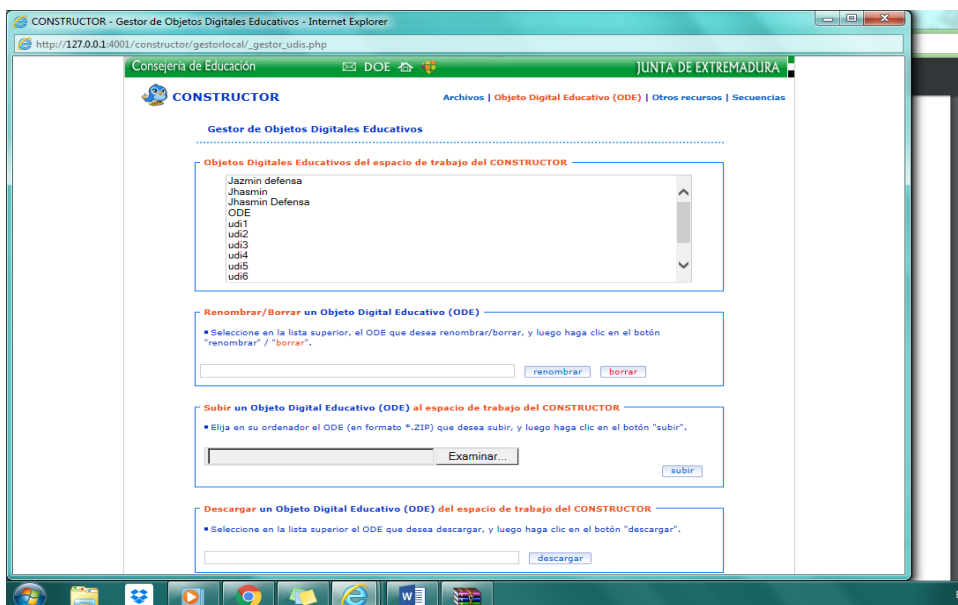 CONSTRUCTOR - Gestor de Objetos Digitales Educativos - Internet Explorer
http://127.0.0.1:4001/constructor/gestorlocal/_gestor_udis.php
Consejería de Educación DOE JUNTA DE EXTREMADURA
CONSTRUCTOR Archivos | Objeto Digital Educativo (ODE) | Otros recursos | Secuencias
Gestor de Objetos Digitales Educativos
Objetos Digitales Educativos del espacio de trabajo del CONSTRUCTOR
Jazmin defensa
Jhasmin
Jhasmin Defensa
ODE
udi1
udi2
udi3
udi4
udi5
udi6
Renombrar/Borrar un Objeto Digital Educativo (ODE)
Seleccione en la lista superior, el ODE que desea renombrar/borrar, y luego haga clic en el botón
"renombrar" / "borrar".
renombrar borrar
Subir un Objeto Digital Educativo (ODE) al espacio de trabajo del CONSTRUCTOR
Elija en su ordenador el ODE (en formato *.ZIP) que desea subir, y luego haga clic en el botón "subir".
Examinar...
subir
Descargar un Objeto Digital Educativo (ODE) del espacio de trabajo del CONSTRUCTOR
Seleccione en la lista superior el ODE que desea descargar, y luego haga clic en el botón "descargar".
descargar